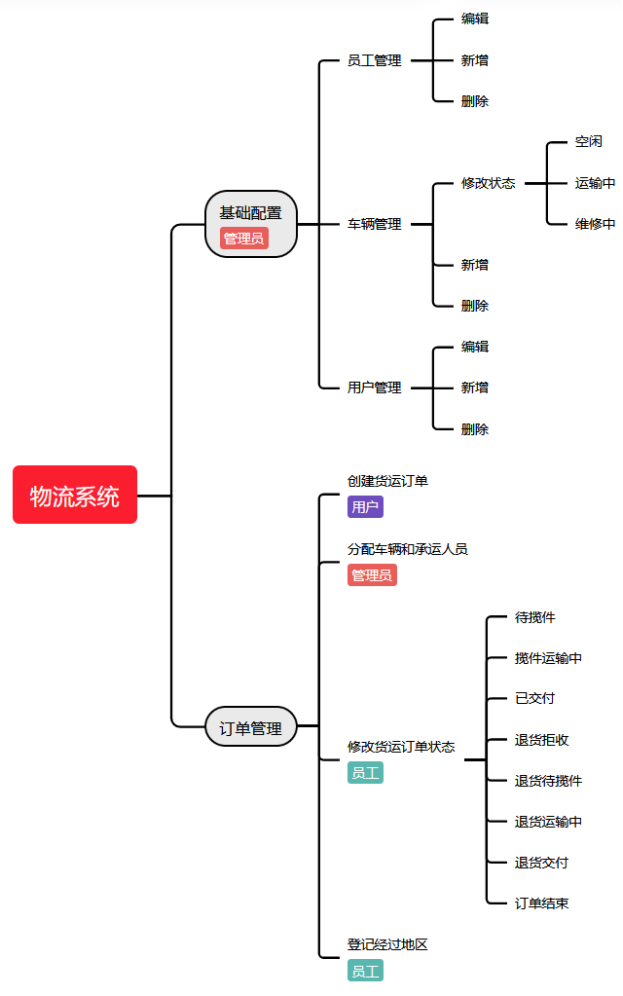 物流系统
基础配置
管理员
员工管理
编辑
新增
删除
车辆管理
修改状态
空闲
运输中
维修中
新增
删除
用户管理
编辑
新增
删除
订单管理
创建货运订单
用户
分配车辆和承运人员
管理员
修改货运订单状态
员工
待揽件
揽件运输中
已交付
退货拒收
退货待揽件
退货运输中
退货交付
订单结束
登记经过地区
员工